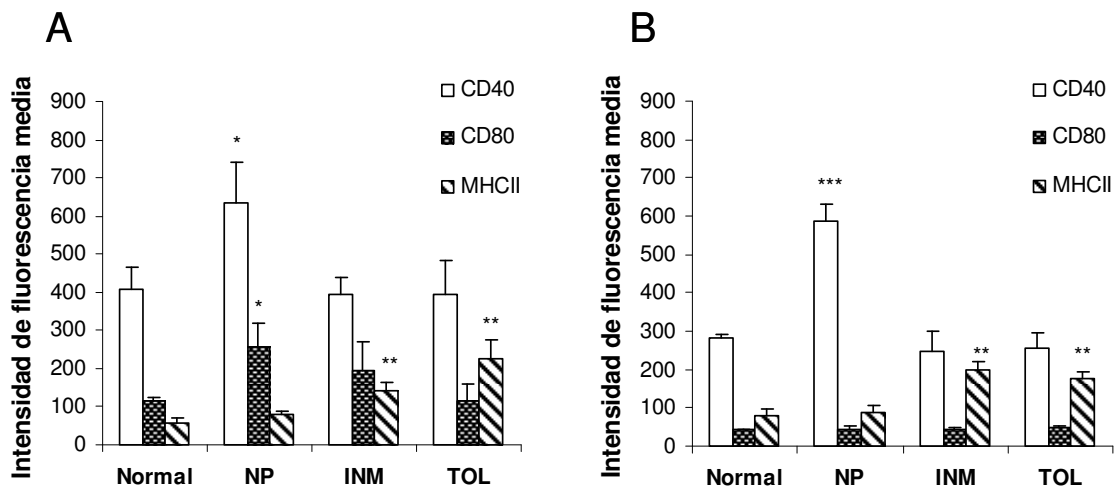 A
Intensidad de fluorescencia media
900
800
700
600
500
400
300
200
100
0
CD40
CD80
MHCII
*
*
**
**
Normal
NP
INM
TOL
B
Intensidad de fluorescencia media
900
800
700
600
500
400
300
200
100
0
CD40
CD80
MHCII
***
**
**
Normal
NP
INM
TOL